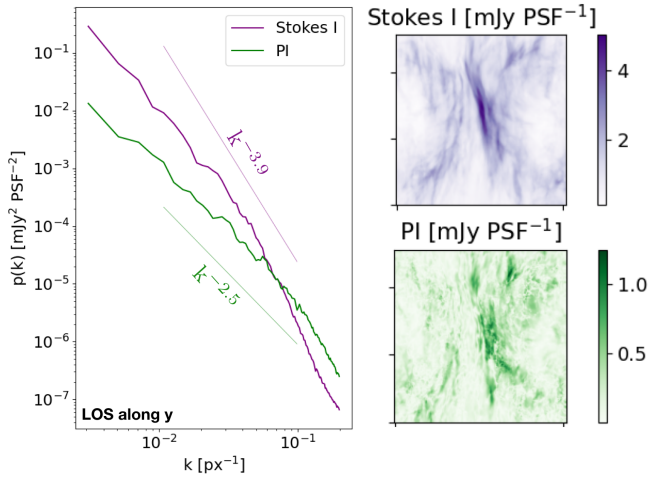 Stokes I
PI
k^{-3.9}
k^{-2.5}
10^{-1}
10^{-2}
10^{-3}
10^{-4}
10^{-5}
10^{-6}
10^{-7}
p(k) [mJy² PSF⁻²]
LOS along y
10^{-2}
10^{-1}
k [px⁻¹]
Stokes I [mJy PSF⁻¹]
4
2
PI [mJy PSF⁻¹]
1.0
0.5